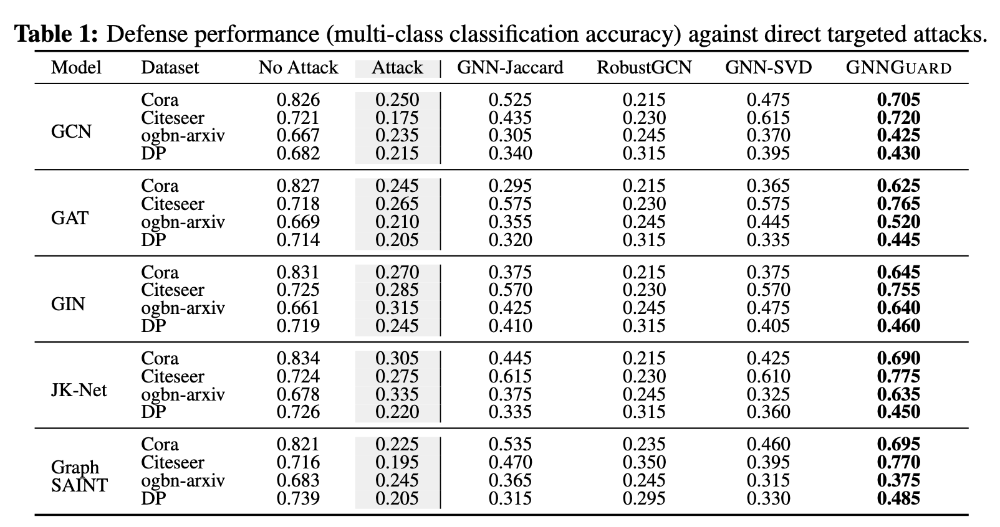 Table 1: Defense performance (multi-class classification accuracy) against direct targeted attacks.
Model Dataset No Attack Attack GNN-Jaccard RobustGCN GNN-SVD GNNGUARD
GCN
Cora 0.826 0.250 0.525 0.215 0.475 0.705
Citeseer 0.721 0.175 0.435 0.230 0.615 0.720
ogbn-arxiv 0.667 0.235 0.305 0.245 0.370 0.425
DP 0.682 0.215 0.340 0.315 0.395 0.430
GAT
Cora 0.827 0.245 0.295 0.215 0.365 0.625
Citeseer 0.718 0.265 0.575 0.230 0.575 0.765
ogbn-arxiv 0.669 0.210 0.355 0.245 0.445 0.520
DP 0.714 0.205 0.320 0.315 0.335 0.445
GIN
Cora 0.831 0.270 0.375 0.215 0.375 0.645
Citeseer 0.725 0.285 0.570 0.230 0.570 0.755
ogbn-arxiv 0.661 0.315 0.425 0.245 0.475 0.640
DP 0.719 0.245 0.410 0.315 0.405 0.460
JK-Net
Cora 0.834 0.305 0.445 0.215 0.425 0.690
Citeseer 0.724 0.275 0.615 0.230 0.610 0.775
ogbn-arxiv 0.678 0.335 0.375 0.245 0.325 0.635
DP 0.726 0.220 0.335 0.315 0.360 0.450
Graph
SAINT
Cora 0.821 0.225 0.535 0.235 0.460 0.695
Citeseer 0.716 0.195 0.470 0.350 0.395 0.770
ogbn-arxiv 0.683 0.245 0.365 0.245 0.315 0.375
DP 0.739 0.205 0.315 0.295 0.330 0.485